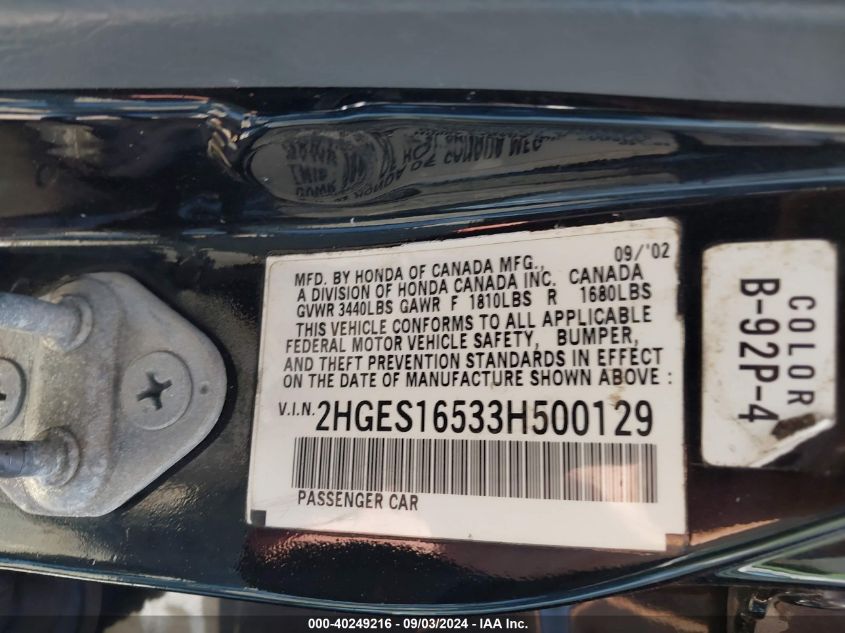 MFD. BY HONDA OF CANADA MFG., 09/'02
A DIVISION OF HONDA CANADA INC. CANADA
GVWR 3440LBS GAWR F 1810LBS R 1680LBS
THIS VEHICLE CONFORMS TO ALL APPLICABLE
FEDERAL MOTOR VEHICLE SAFETY, BUMPER,
AND THEFT PREVENTION STANDARDS IN EFFECT
ON THE DATE OF MANUFACTURE SHOWN ABOVE :
V.I.N. 2HGES16533H500129
PASSENGER CAR
COLOR
B-92P-4
000-40249216 - 09/03/2024 - IAA Inc.